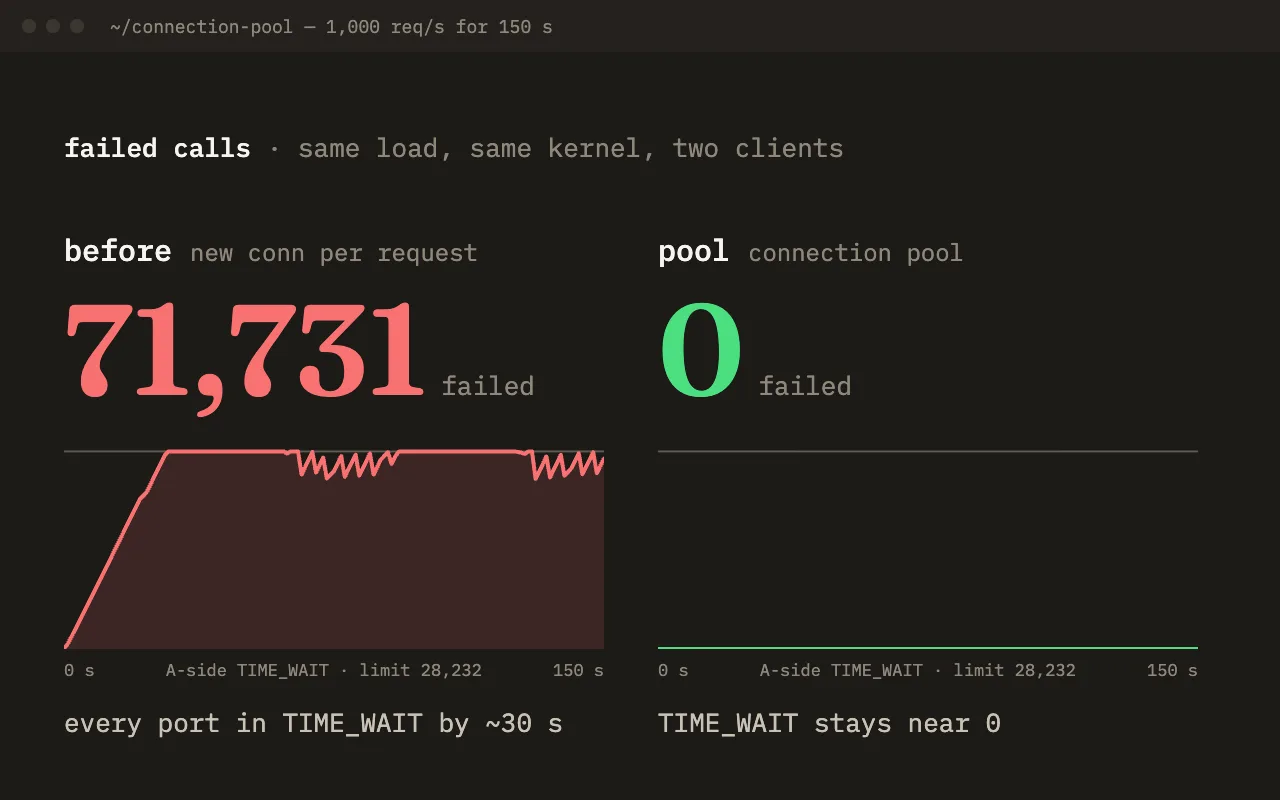 ~/connection-pool — 1,000 req/s for 150 s
failed calls · same load, same kernel, two clients
before new conn per request
71,731 failed
0 s A-side TIME_WAIT · limit 28,232 150 s
every port in TIME_WAIT by ~30 s
pool connection pool
0 failed
0 s A-side TIME_WAIT · limit 28,232 150 s
TIME_WAIT stays near 0